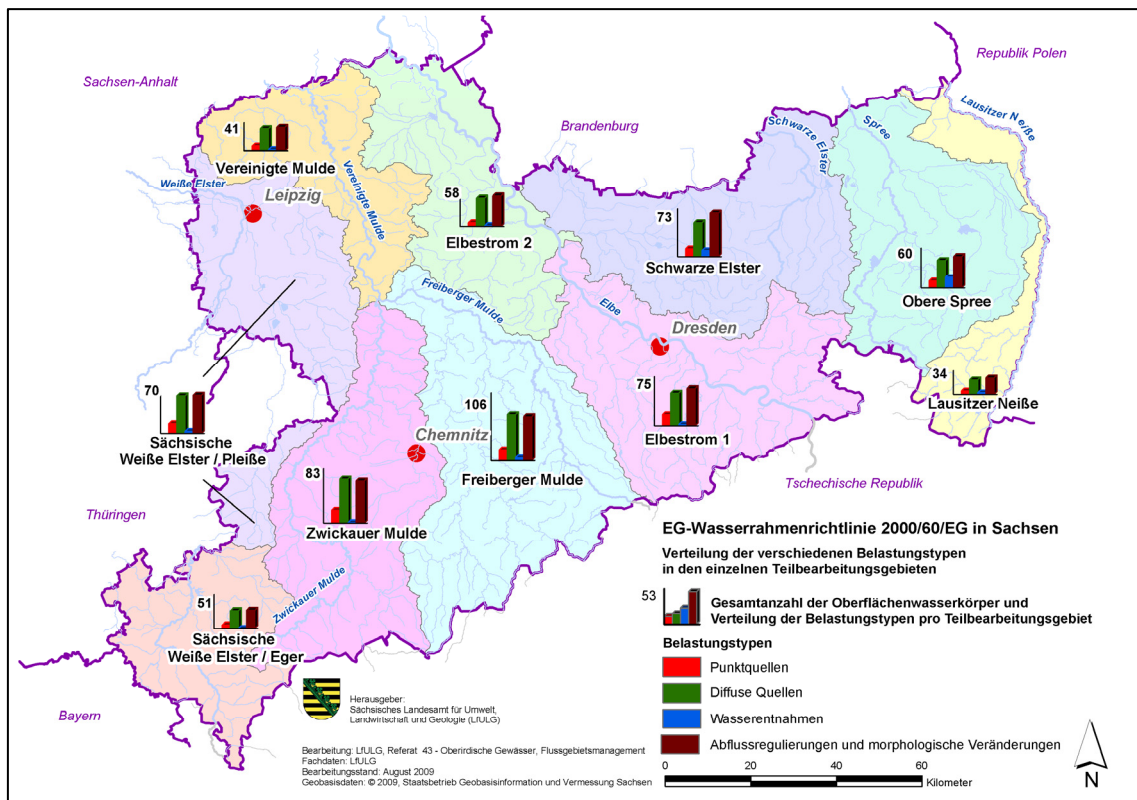 Sachsen-Anhalt
Republik Polen
Lausitzer Neiße
Brandenburg
Schwarze Elster
Spree
41
Vereinigte Mulde
Weiße Elster
Leipzig
Vereinigte Mulde
58
Elbestrom 2
73
Schwarze Elster
60
Obere Spree
Freiberger Mulde
Elbe
Dresden
34
Lausitzer Neiße
70
Sächsische
Weiße Elster / Pleiße
75
Elbestrom 1
106
Freiberger Mulde
Chemnitz
83
Zwickauer Mulde
Tschechische Republik
Thüringen
Zwickauer Mulde
51
Sächsische
Weiße Elster / Eger
Bayern
EG-Wasserrahmenrichtlinie 2000/60/EG in Sachsen
Verteilung der verschiedenen Belastungstypen
in den einzelnen Teilbearbeitungsgebieten
53
Gesamtanzahl der Oberflächenwasserkörper und
Verteilung der Belastungstypen pro Teilbearbeitungsgebiet
Belastungstypen
Punktquellen
Diffuse Quellen
Wasserentnahmen
Abflussregulierungen und morphologische Veränderungen
0 10 20 40 60
Kilometer
N
Herausgeber:
Sächsisches Landesamt für Umwelt,
Landwirtschaft und Geologie (LfULG)
Bearbeitung: LfULG, Referat 43 - Oberirdische Gewässer, Flussgebietsmanagement
Fachdaten: LfULG
Bearbeitungsstand: August 2009
Geobasisdaten: © 2009, Staatsbetrieb Geobasisinformation und Vermessung Sachsen